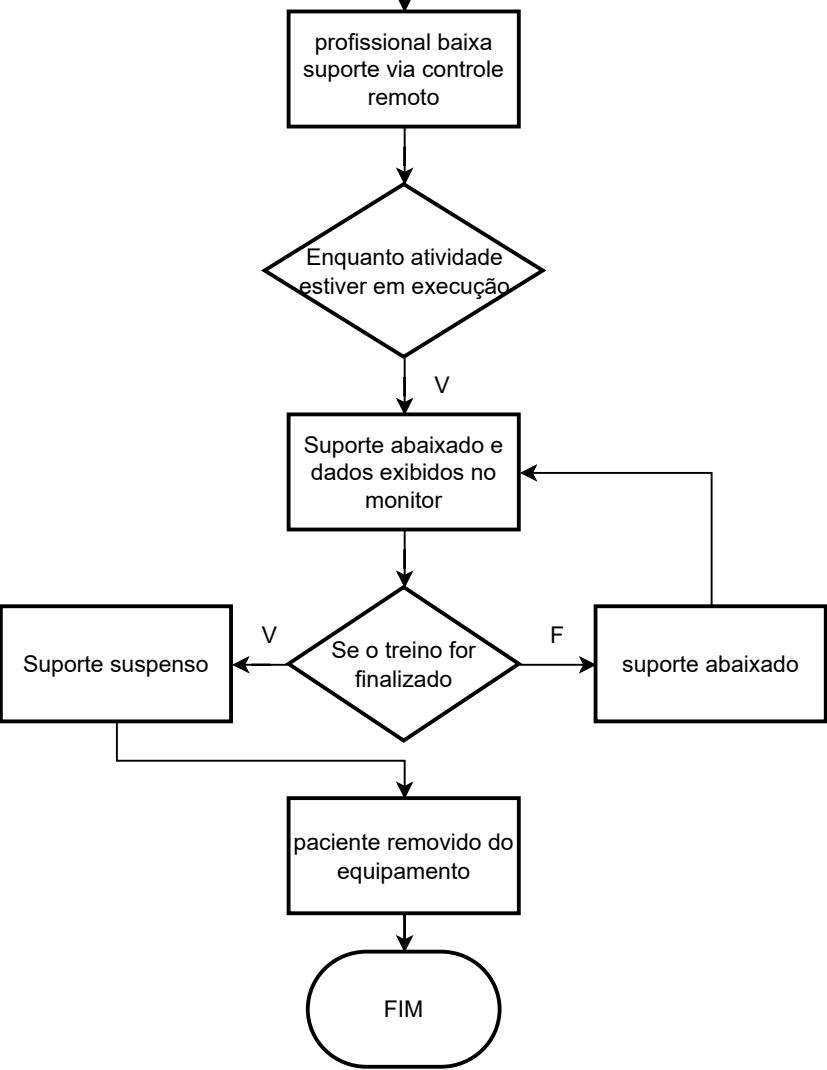 profissional baixa
suporte via controle
remoto
Enquanto atividade
estiver em execução
V
Suporte abaixado e
dados exibidos no
monitor
V
F
Suporte suspenso
Se o treino for
finalizado
suporte abaixado
paciente removido do
equipamento
FIM